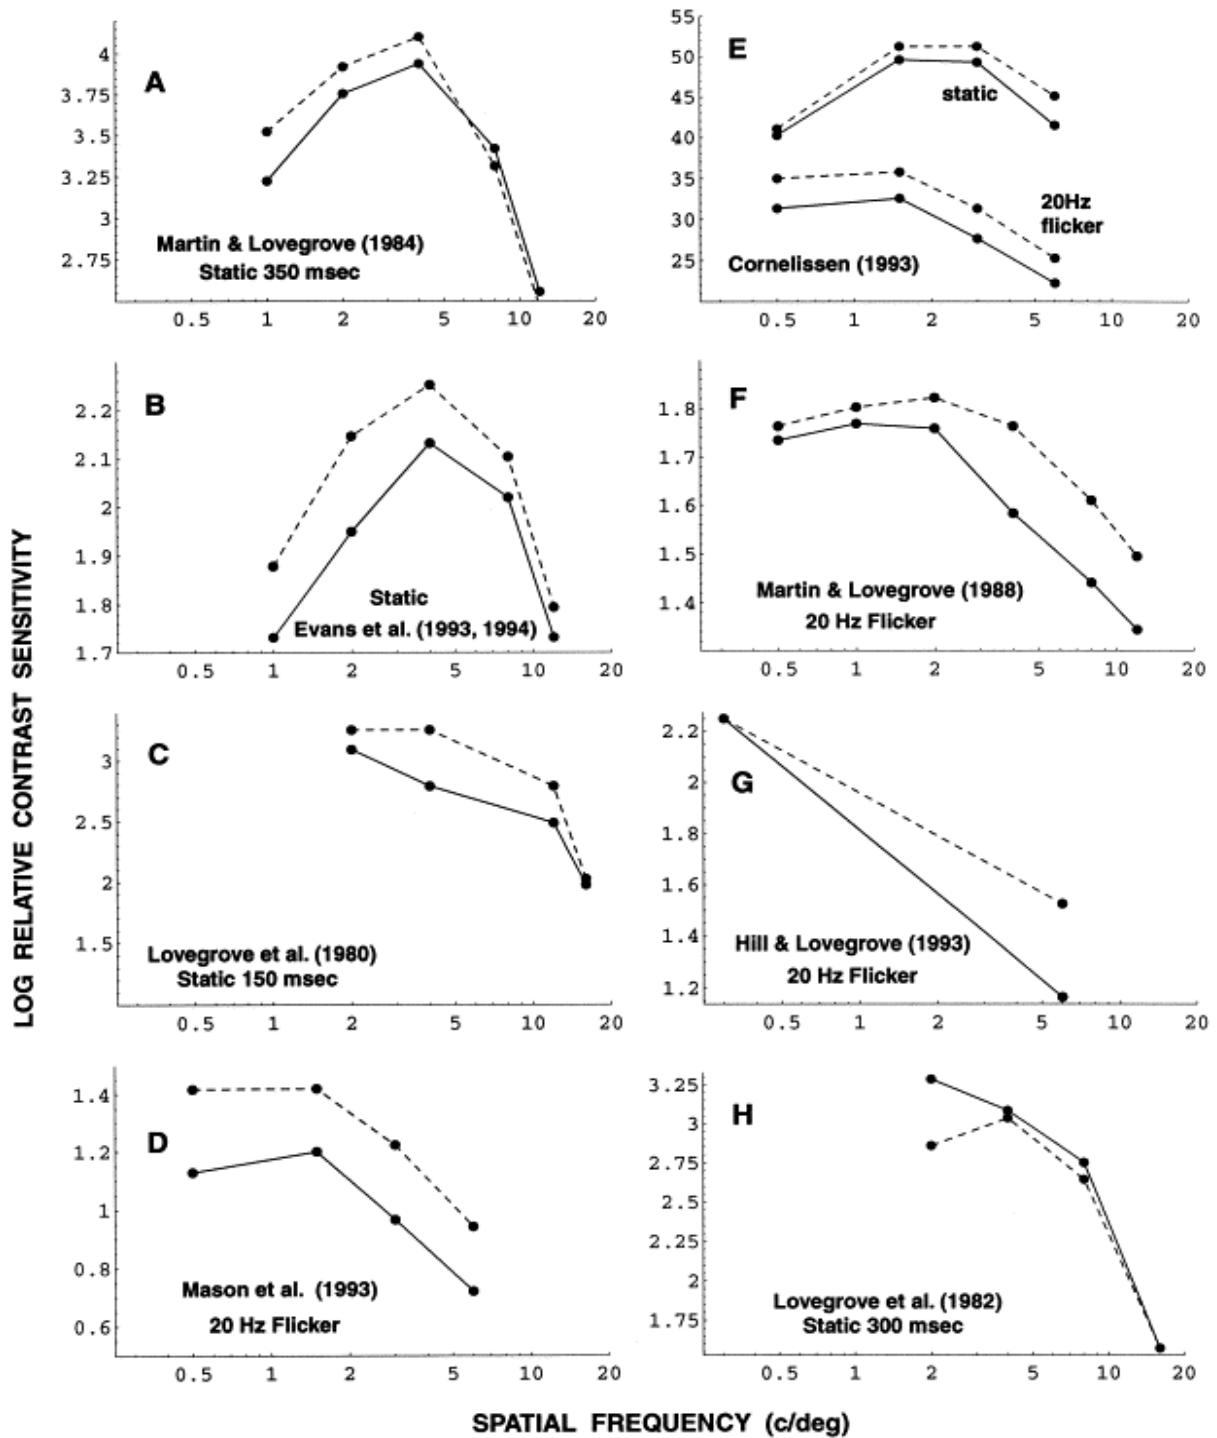 LOG RELATIVE CONTRAST SENSITIVITY
A
4
3.75
3.5
3.25
3
2.75
Martin & Lovegrove (1984)
Static 350 msec
0.5 1 2 5 10 20
E
55
50
45
40
35
30
25
static
20Hz
flicker
Cornelissen (1993)
0.5 1 2 5 10 20
B
2.2
2.1
2
1.9
1.8
1.7
Static
Evans et al. (1993, 1994)
0.5 1 2 5 10 20
F
1.8
1.7
1.6
1.5
1.4
Martin & Lovegrove (1988)
20 Hz Flicker
0.5 1 2 5 10 20
C
3
2.5
2
1.5
Lovegrove et al. (1980)
Static 150 msec
0.5 1 2 5 10 20
G
2.2
2
1.8
1.6
1.4
1.2
Hill & Lovegrove (1993)
20 Hz Flicker
0.5 1 2 5 10 20
D
1.4
1.2
1
0.8
0.6
Mason et al. (1993)
20 Hz Flicker
0.5 1 2 5 10 20
H
3.25
3
2.75
2.5
2.25
2
1.75
Lovegrove et al. (1982)
Static 300 msec
0.5 1 2 5 10 20
SPATIAL FREQUENCY (c/deg)